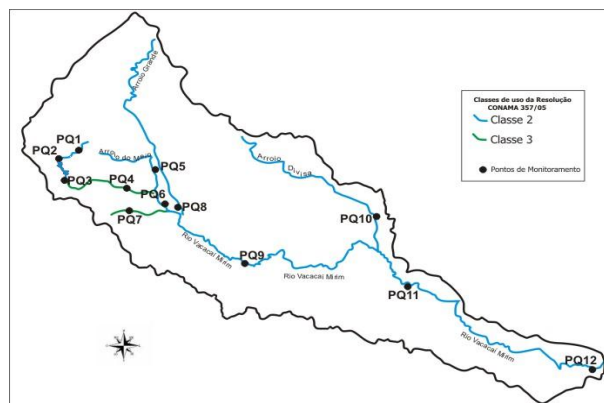 Classes de uso da Resolução
CONAMA 357/05
Classe 2
Classe 3
Pontos de Monitoramento
Arroio Grande
PQ1
PQ2
Arroio do Meio
PQ5
PQ3
PQ4
PQ6
PQ7
PQ8
Arroio Divisa
PQ10
Rio Vacacaí Mirim
PQ9
Rio Vacacaí Mirim
PQ11
Rio Vacacaí Mirim
PQ12